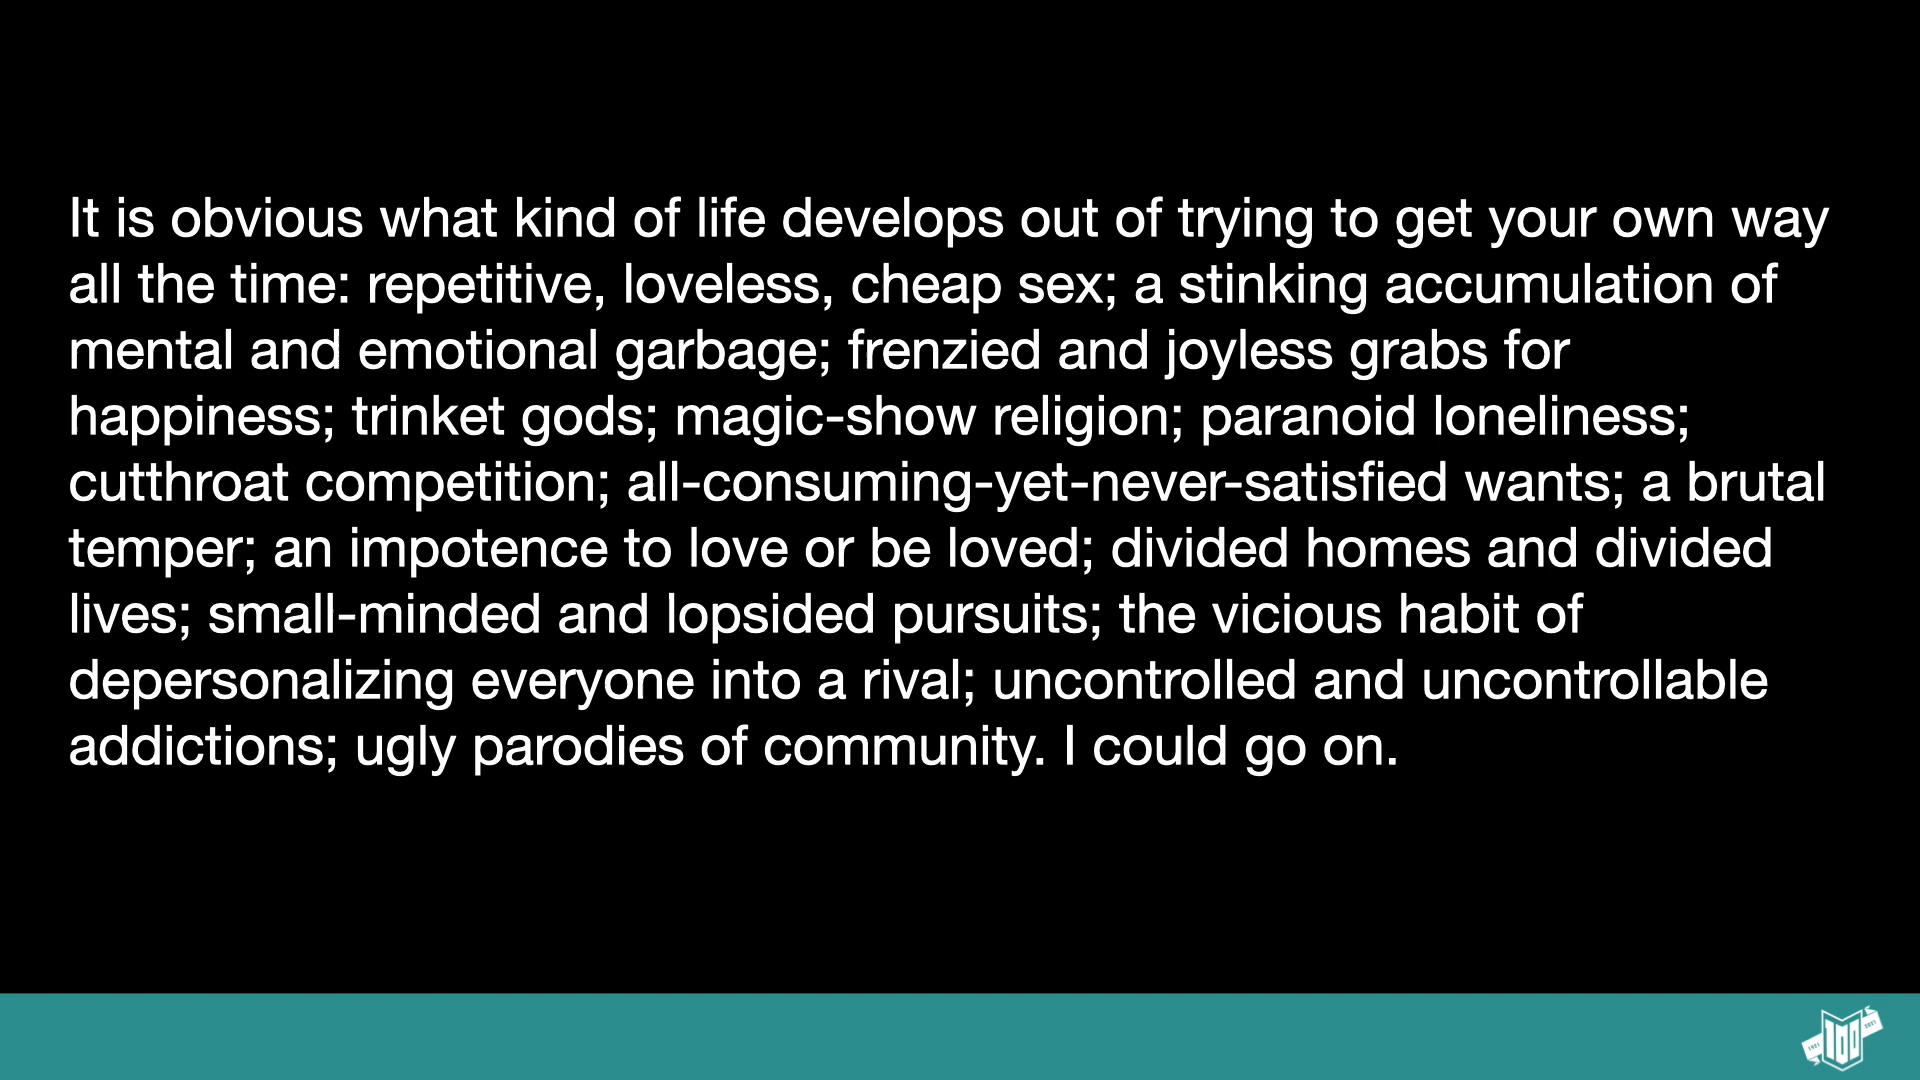 It is obvious what kind of life develops out of trying to get your own way
all the time: repetitive, loveless, cheap sex; a stinking accumulation of
mental and emotional garbage; frenzied and joyless grabs for
happiness; trinket gods; magic-show religion; paranoid loneliness;
cutthroat competition; all-consuming-yet-never-satisfied wants; a brutal
temper; an impotence to love or be loved; divided homes and divided
lives; small-minded and lopsided pursuits; the vicious habit of
depersonalizing everyone into a rival; uncontrolled and uncontrollable
addictions; ugly parodies of community. I could go on.
1921 100 2021